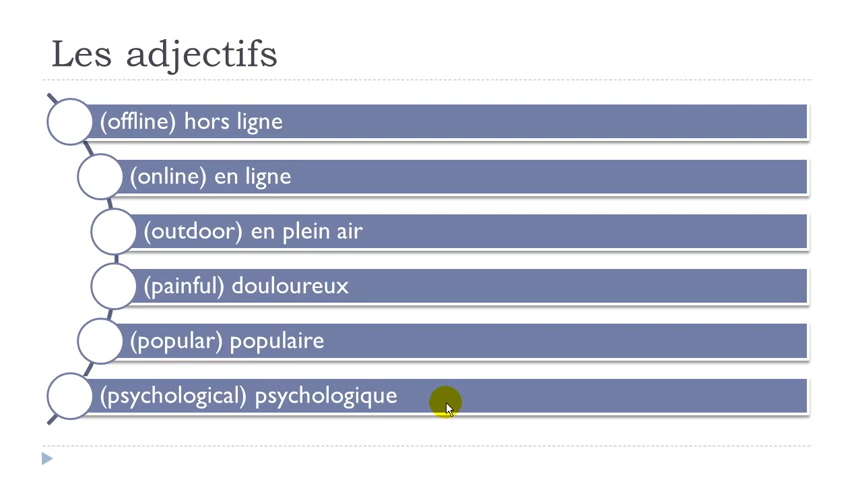 Les adjectifs
(offline) hors ligne
(online) en ligne
(outdoor) en plein air
(painful) douloureux
(popular) populaire
(psychological) psychologique